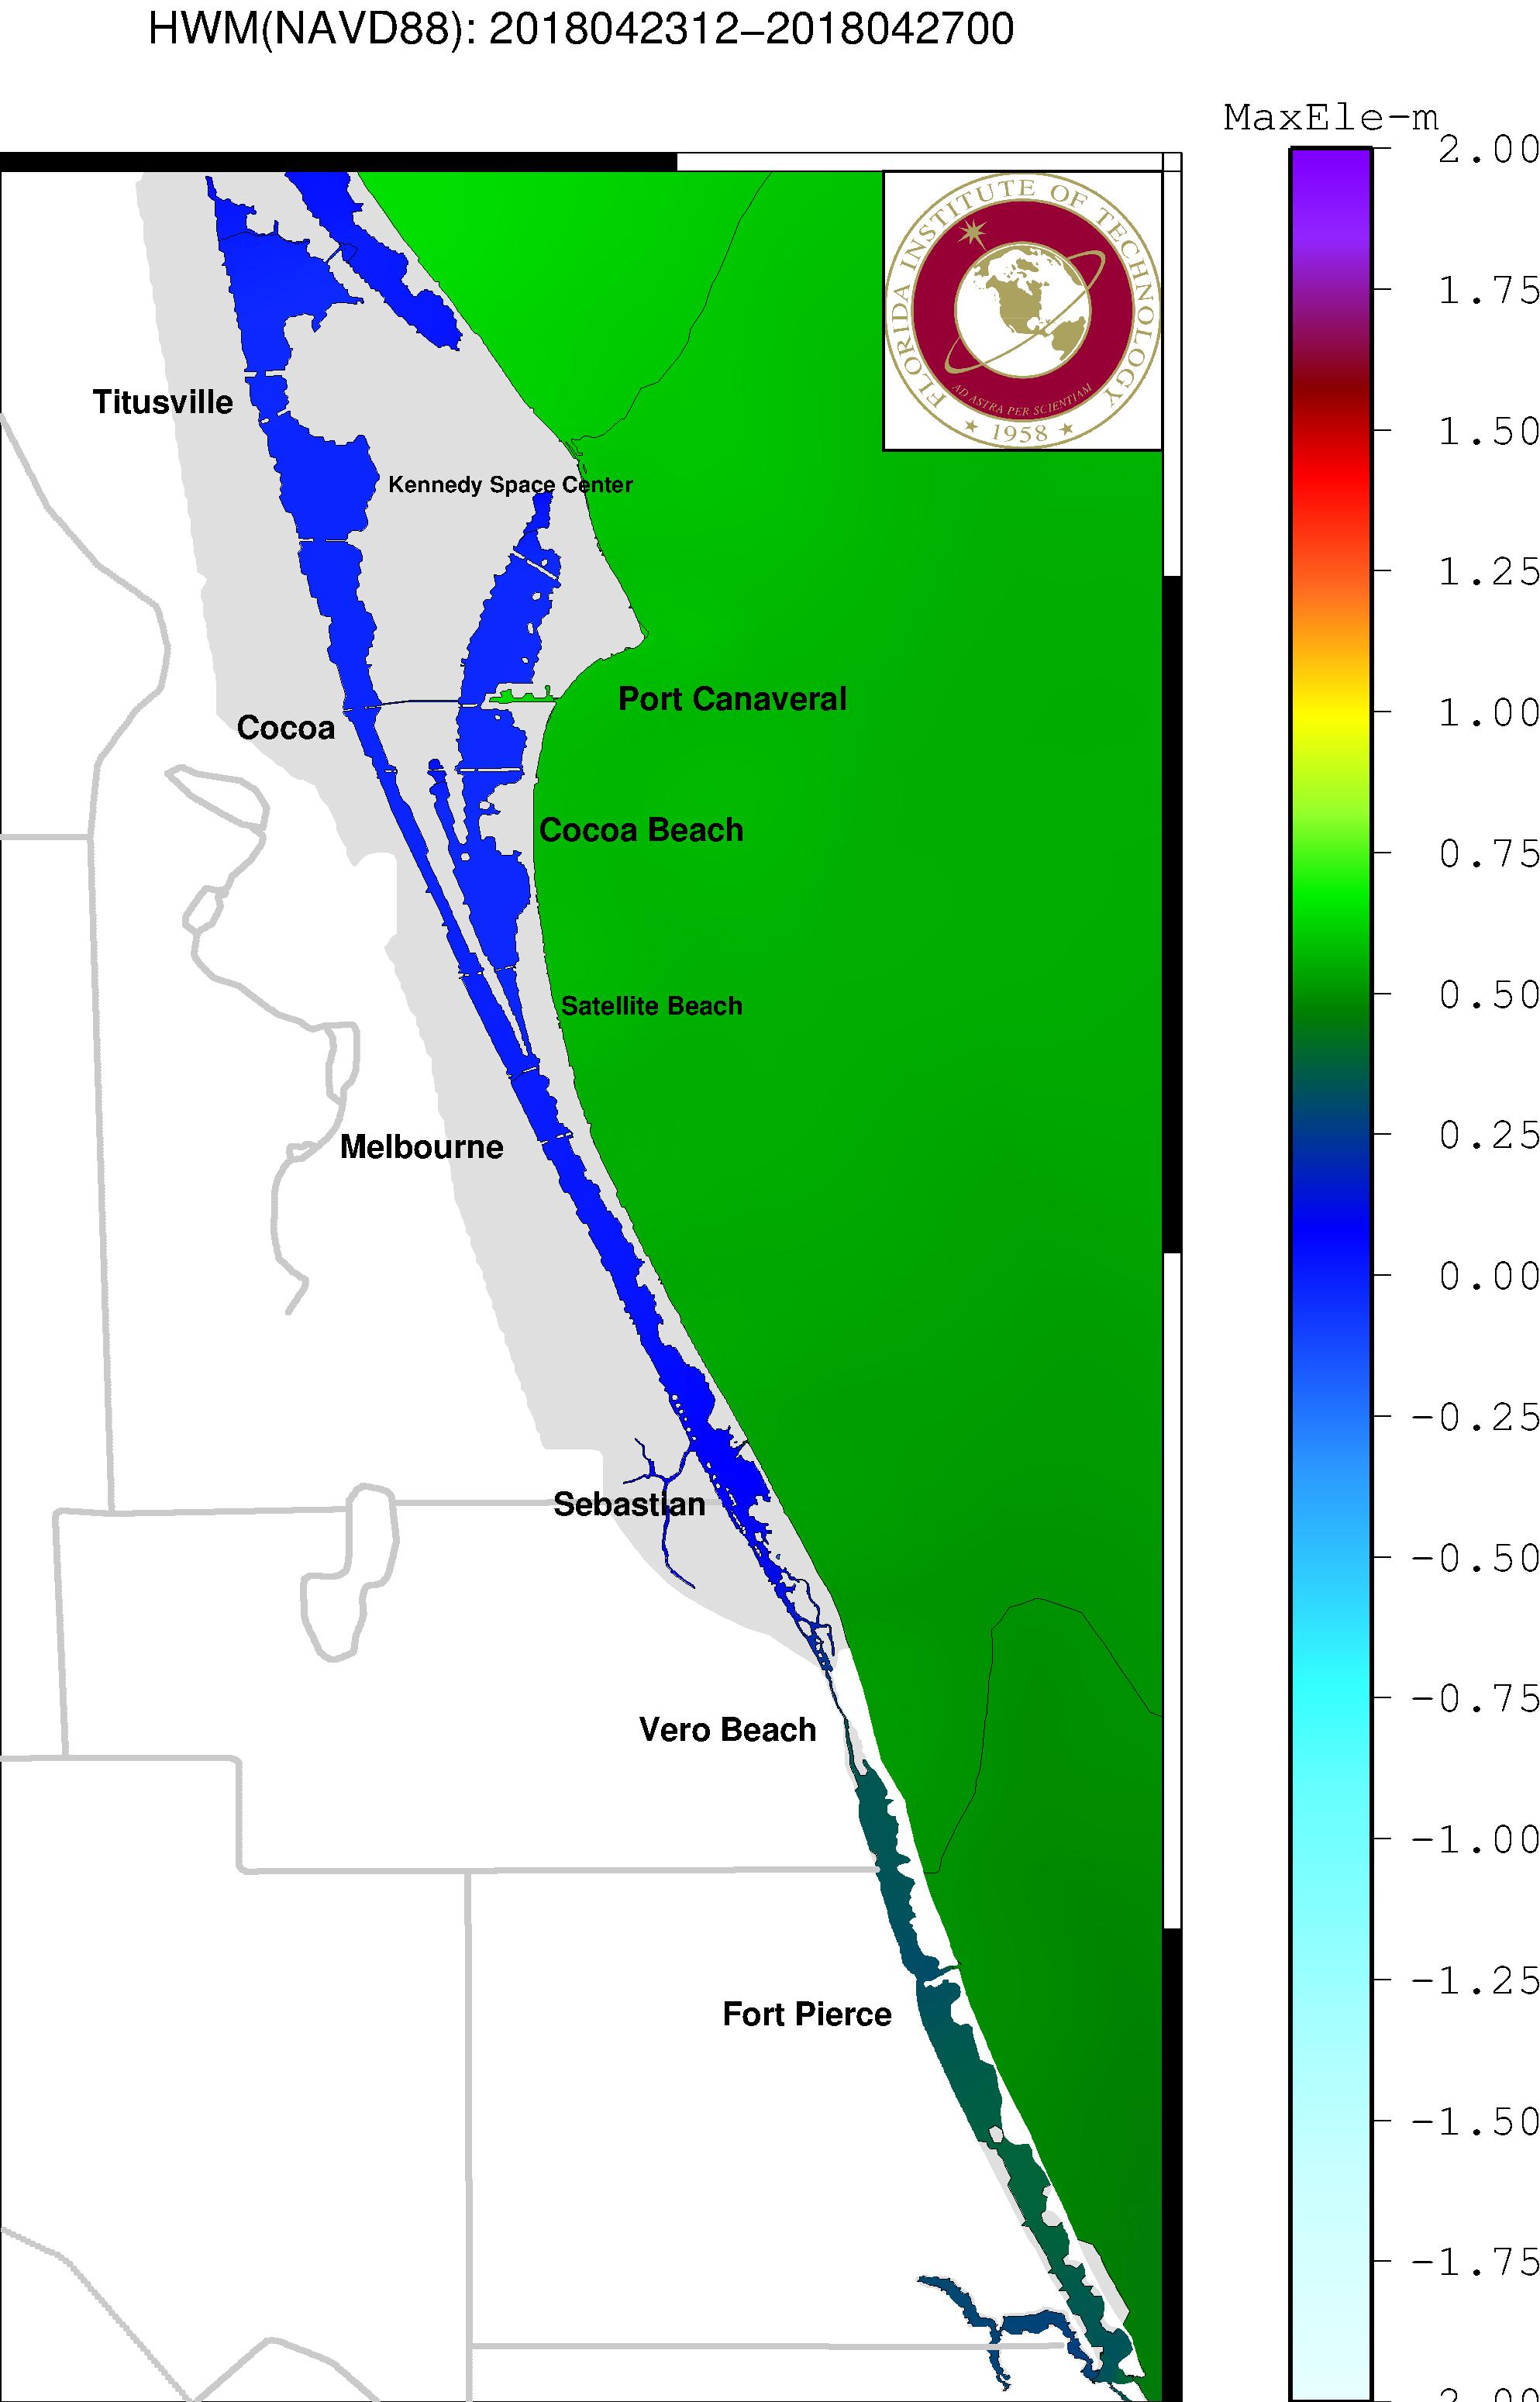 HWM(NAVD88): 2018042312−2018042700
MaxEle-m
2.00
1.75
1.50
1.25
1.00
0.75
0.50
0.25
0.00
-0.25
-0.50
-0.75
-1.00
-1.25
-1.50
-1.75
-2.00
FLORIDA INSTITUTE OF TECHNOLOGY
AD ASTRA PER SCIENTIAM
1958
Titusville
Kennedy Space Center
Port Canaveral
Cocoa
Cocoa Beach
Satellite Beach
Melbourne
Sebastian
Vero Beach
Fort Pierce